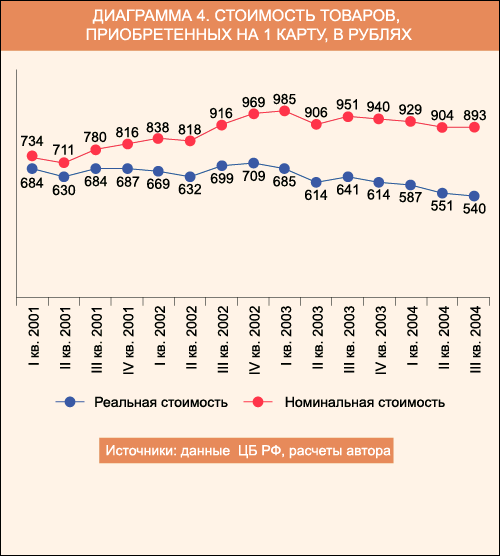 ДИАГРАММА 4. СТОИМОСТЬ ТОВАРОВ,
ПРИОБРЕТЕННЫХ НА 1 КАРТУ, В РУБЛЯХ
734 711 780 816 838 818 916 969 985 906 951 940 929 904 893
684 630 684 687 669 632 699 709 685 614 641 614 587 551 540
I кв. 2001
II кв. 2001
III кв. 2001
IV кв. 2001
I кв. 2002
II кв. 2002
III кв. 2002
IV кв. 2002
I кв. 2003
II кв. 2003
III кв. 2003
IV кв. 2003
I кв. 2004
II кв. 2004
III кв. 2004
Реальная стоимость Номинальная стоимость
Источники: данные ЦБ РФ, расчеты автора